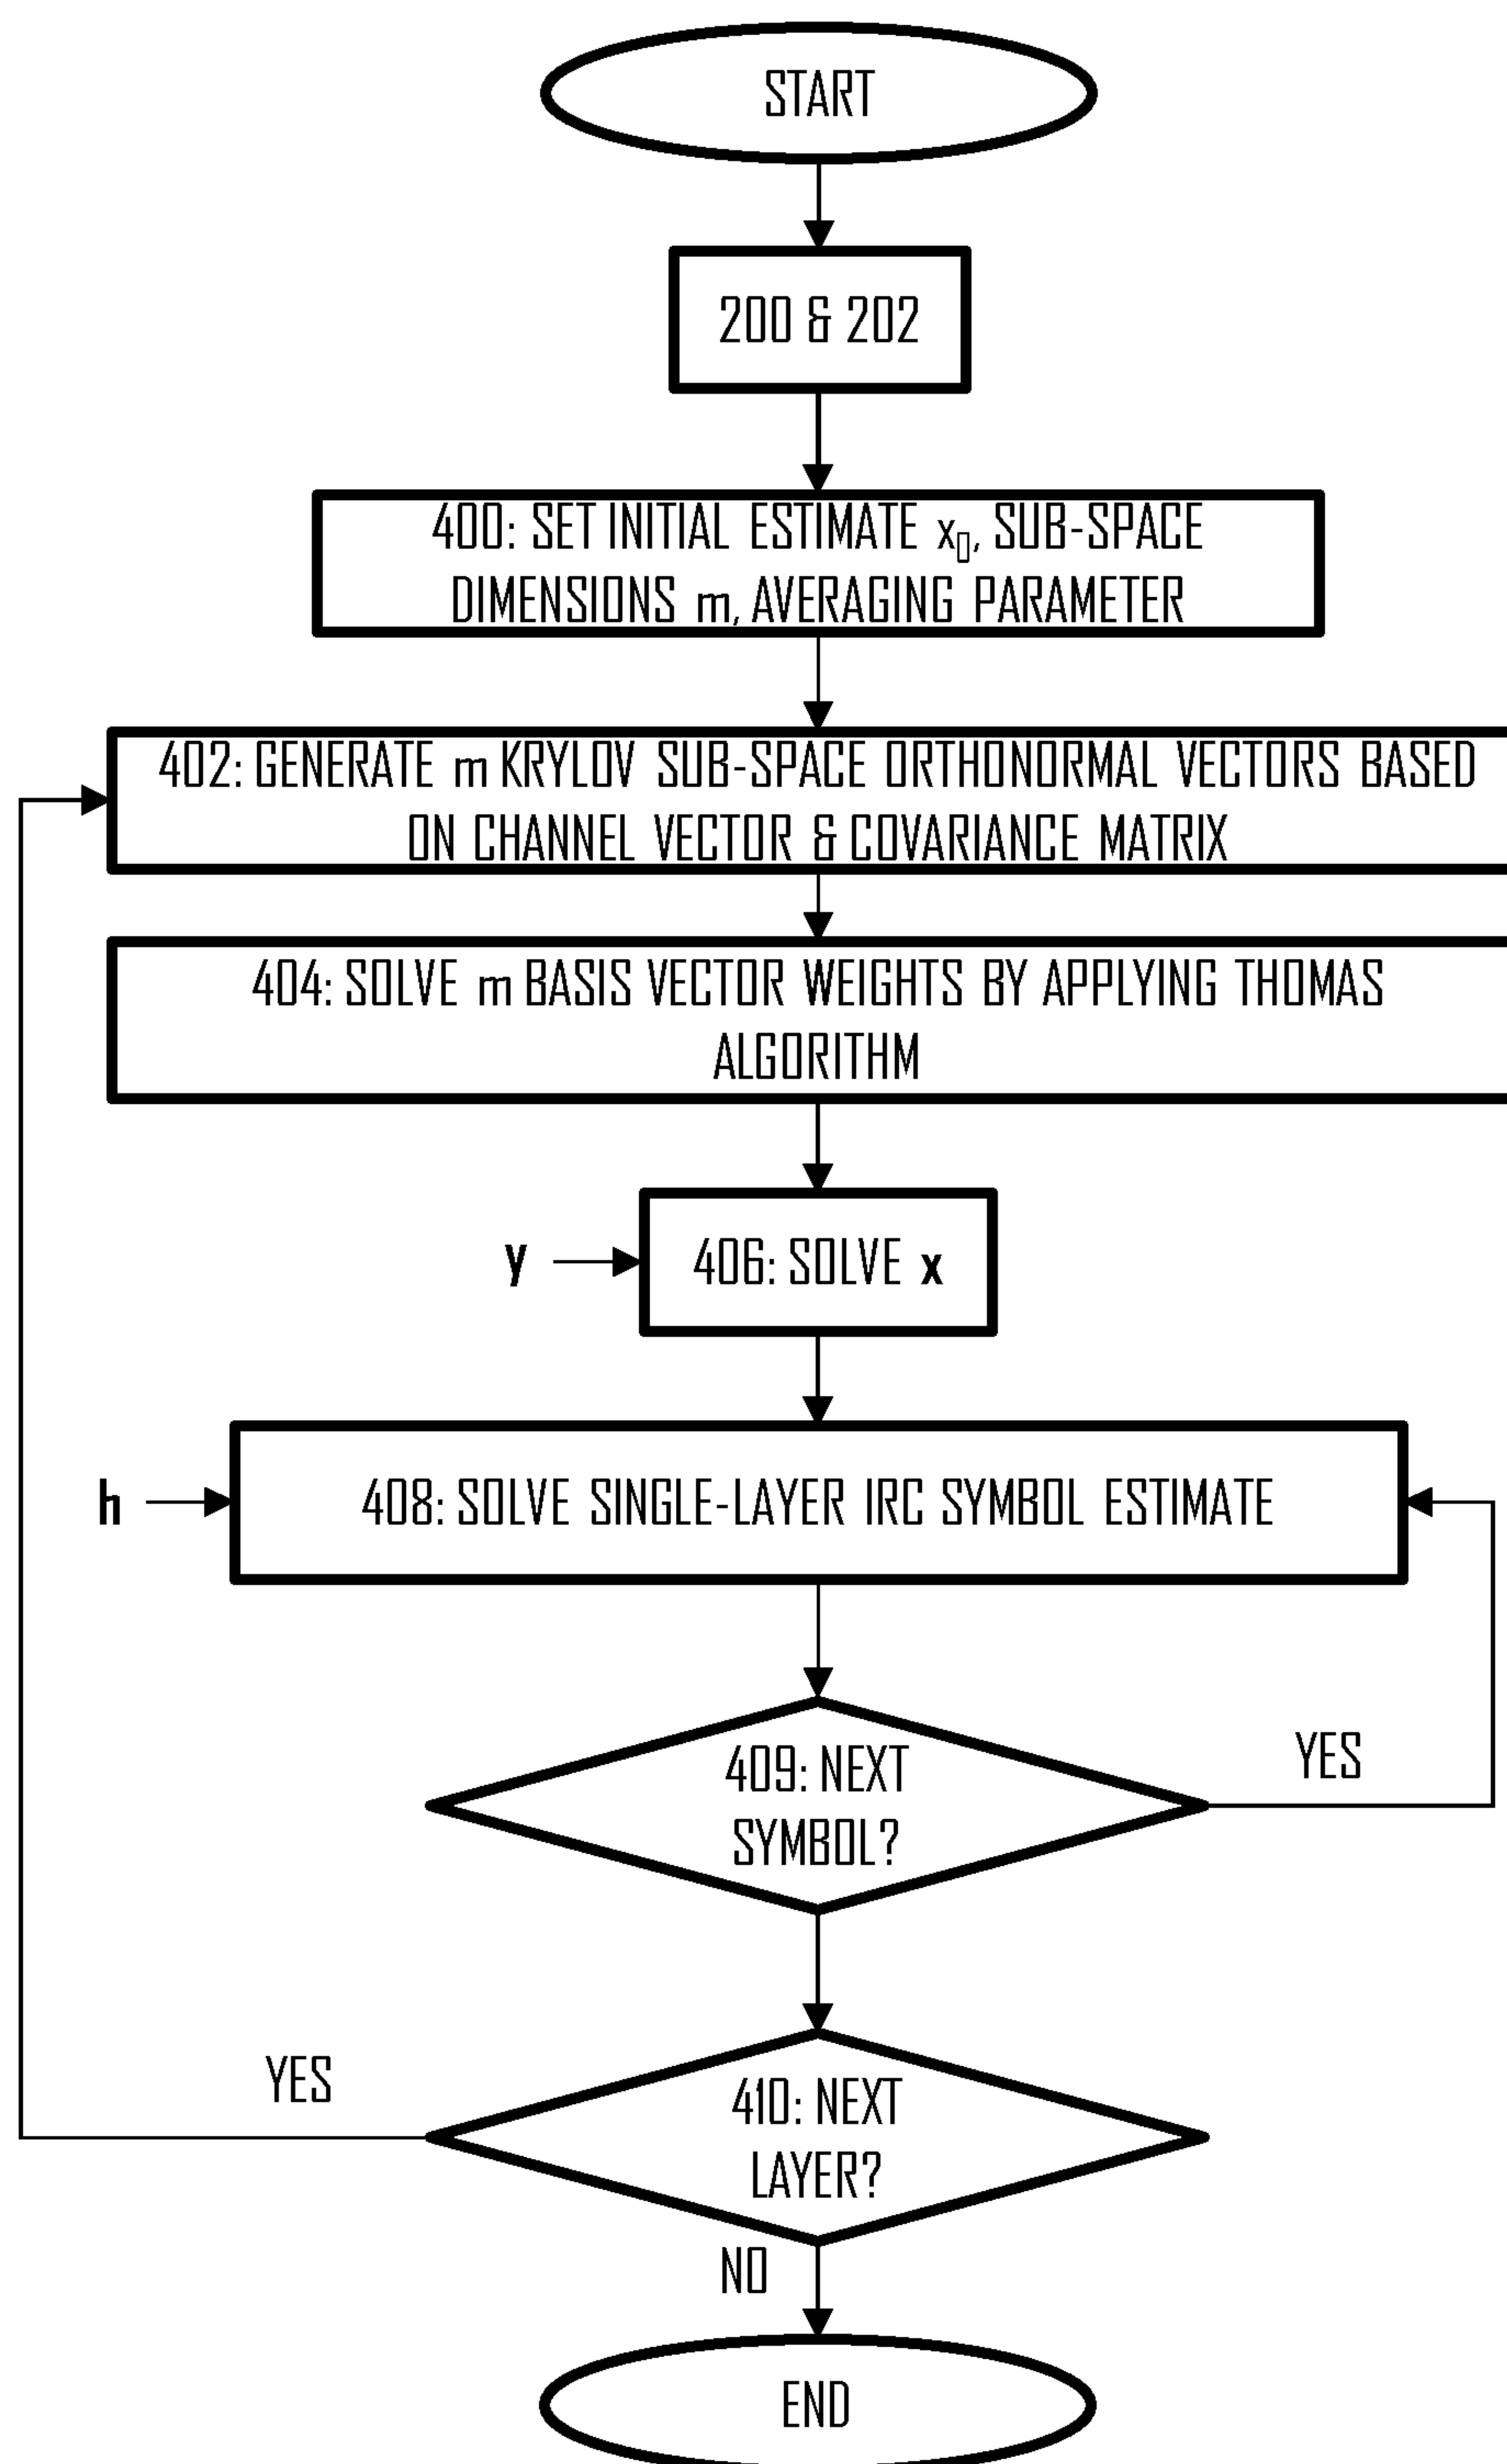 START
200 & 202
400: SET INITIAL ESTIMATE x₀, SUB-SPACE
DIMENSIONS m, AVERAGING PARAMETER
402: GENERATE m KRYLOV SUB-SPACE ORTHONORMAL VECTORS BASED
ON CHANNEL VECTOR & COVARIANCE MATRIX
404: SOLVE m BASIS VECTOR WEIGHTS BY APPLYING THOMAS
ALGORITHM
y
406: SOLVE x
h
408: SOLVE SINGLE-LAYER IRC SYMBOL ESTIMATE
409: NEXT
SYMBOL?
YES
YES
410: NEXT
LAYER?
NO
END